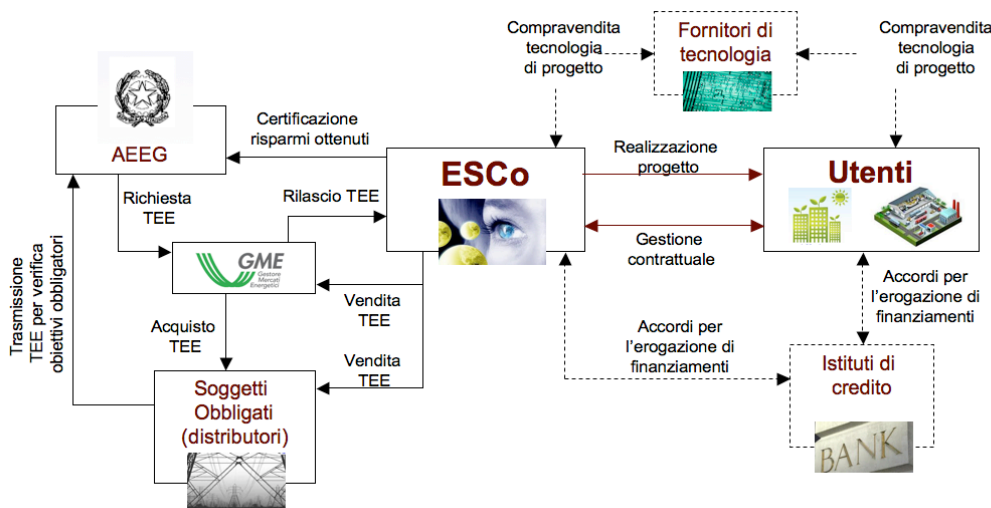 Compravendita
tecnologia
di progetto
Fornitori di
tecnologia
Compravendita
tecnologia
di progetto
AEEG
Certificazione
risparmi ottenuti
ESCo
Realizzazione
progetto
Utenti
Richiesta
TEE
Rilascio TEE
GME
Gestore
Mercati
Energetici
Gestione
contrattuale
Vendita
TEE
Accordi per
l'erogazione di
finanziamenti
Trasmissione
TEE per verifica
obiettivi obbligatori
Acquisto
TEE
Vendita
TEE
Accordi per
l'erogazione di
finanziamenti
Istituti di
credito
BANK
Soggetti
Obbligati
(distributori)